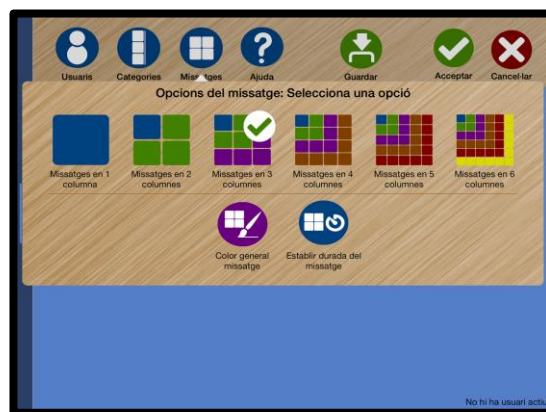 Usuaris Categories Missatges Ajuda Guardar Acceptar Cancel·lar
Opcions del missatge: Selecciona una opció
Missatges en 1 columna
Missatges en 2 columnes
Missatges en 3 columnes
Missatges en 4 columnes
Missatges en 5 columnes
Missatges en 6 columnes
Color general missatge
Establir durada del missatge
No hi ha usuari actiu